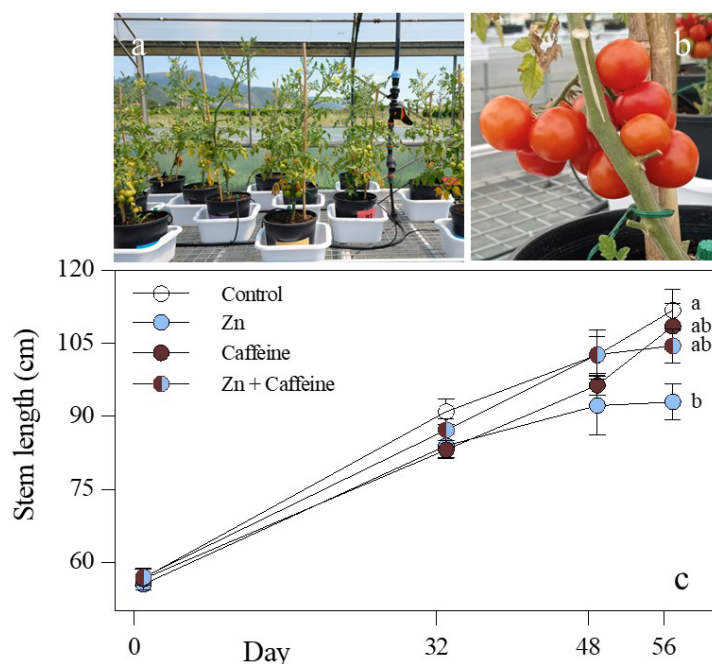 a
b
120
105
90
75
60
Stem length (cm)
Control
Zn
Caffeine
Zn + Caffeine
a
ab
ab
b
c
0
32
48
56
Day